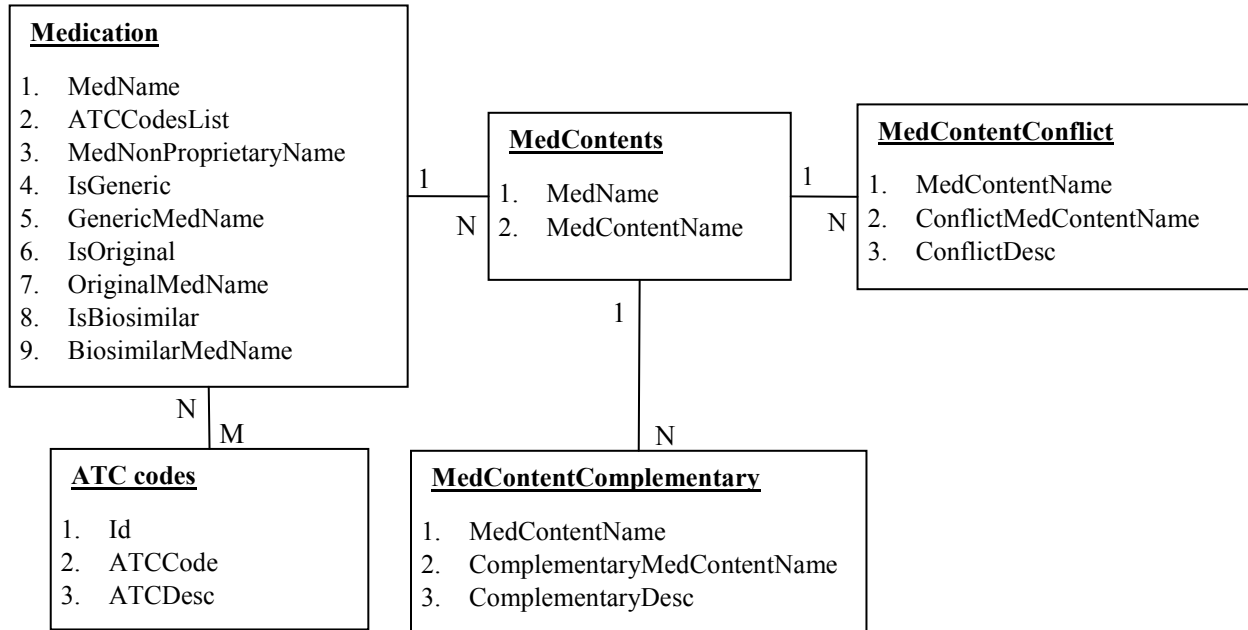 Medication
1. MedName
2. ATCCodesList
3. MedNonProprietaryName
4. IsGeneric
5. GenericMedName
6. IsOriginal
7. OriginalMedName
8. IsBiosimilar
9. BiosimilarMedName
1
N
MedContents
1. MedName
2. MedContentName
1
N
MedContentConflict
1. MedContentName
2. ConflictMedContentName
3. ConflictDesc
N
M
1
N
ATC codes
1. Id
2. ATCCode
3. ATCDesc
MedContentComplementary
1. MedContentName
2. ComplementaryMedContentName
3. ComplementaryDesc